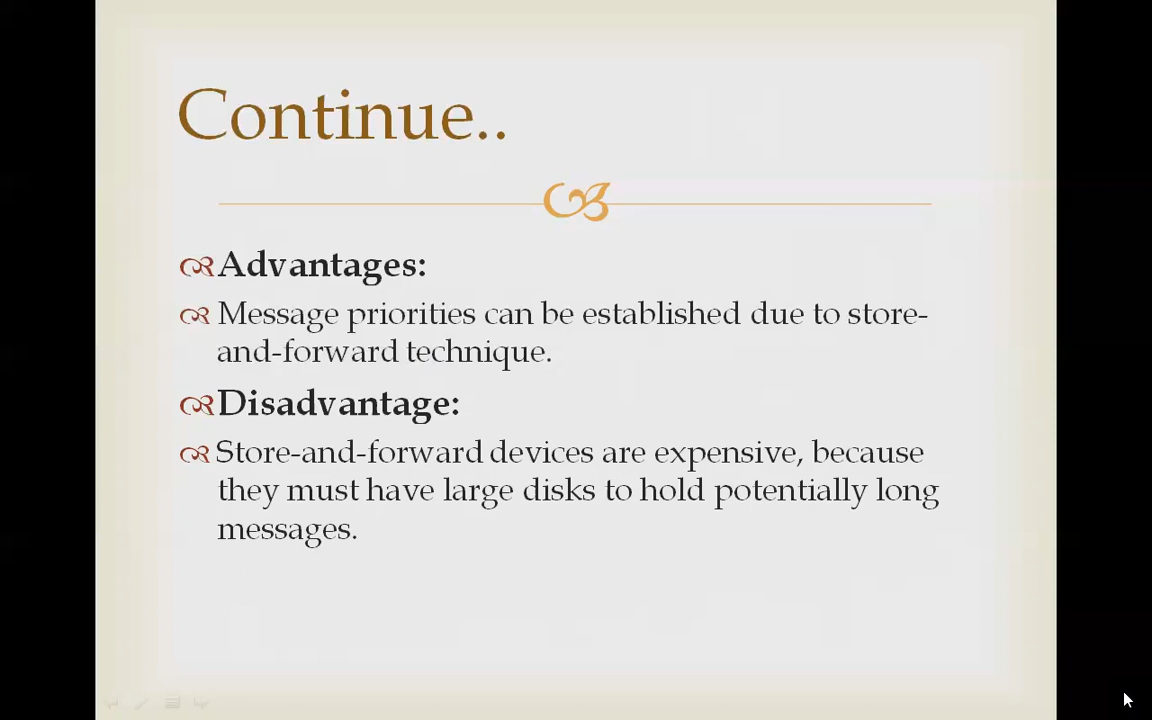 Continue..
Advantages:
Message priorities can be established due to store-
and-forward technique.
Disadvantage:
Store-and-forward devices are expensive, because
they must have large disks to hold potentially long
messages.